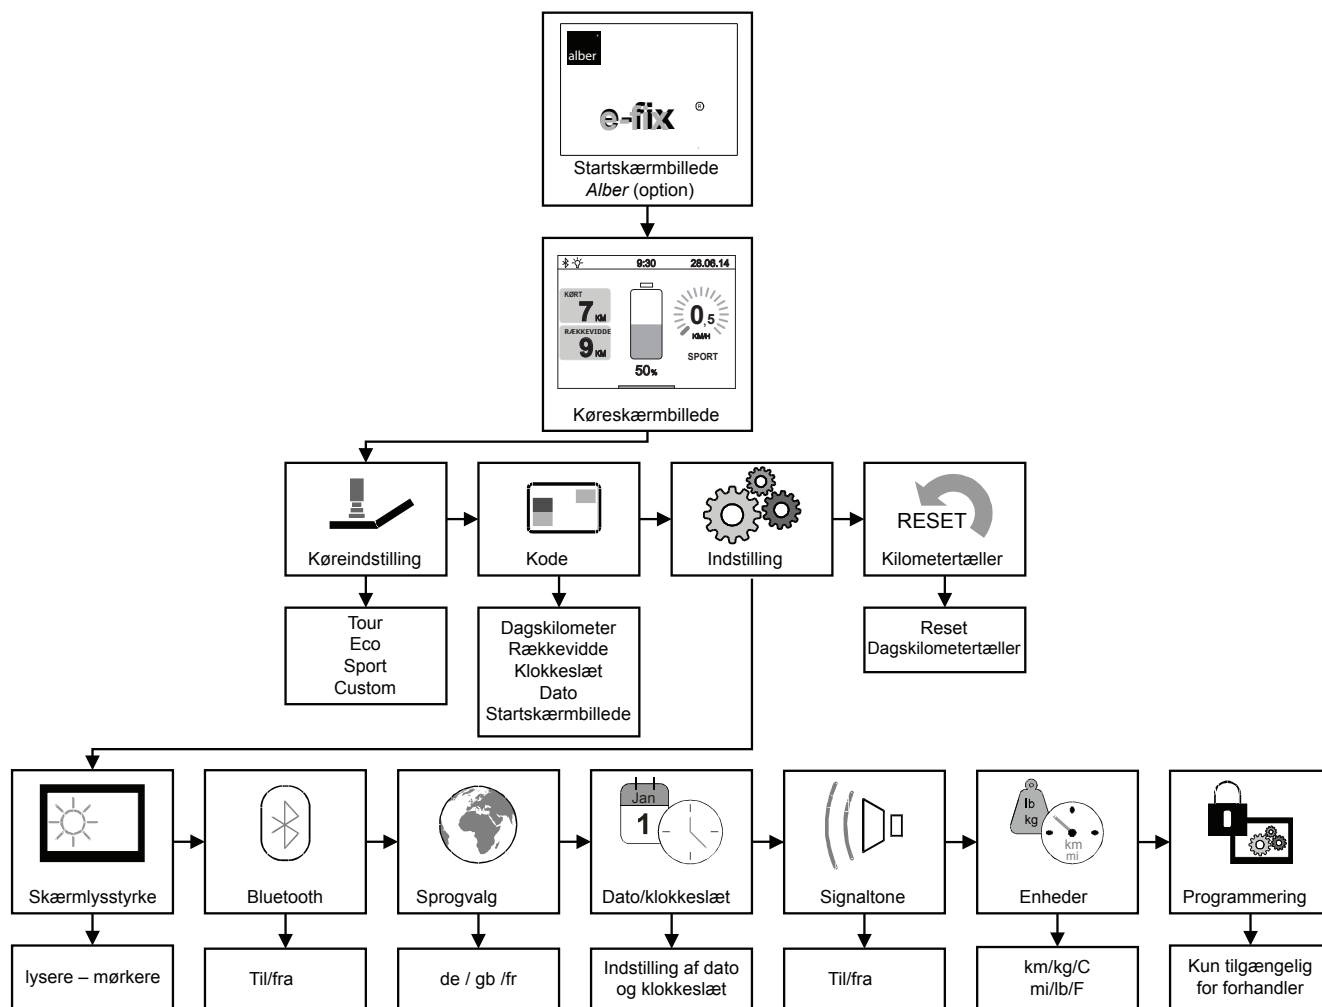 alber
e-fix ®
Startskærmbillede
Alber (option)
9:30 28.06.14
KØRT
7 KM
RÆKKEVIDDE
9 KM
50%
0,5
KM/H
SPORT
Køreskærmbillede
Køreindstilling
Kode
Indstilling
RESET
Kilometertæller
Tour
Eco
Sport
Custom
Dagskilometer
Rækkevidde
Klokkeslæt
Dato
Startskærmbillede
Reset
Dagskilometertæller
Skærmlysstyrke
Bluetooth
Sprogvalg
Jan
1
Dato/klokkeslæt
Signaltone
lb
kg
km
mi
Enheder
Programmering
lysere – mørkere
Til/fra
de / gb /fr
Indstilling af dato
og klokkeslæt
Til/fra
km/kg/C
mi/lb/F
Kun tilgængelig
for forhandler